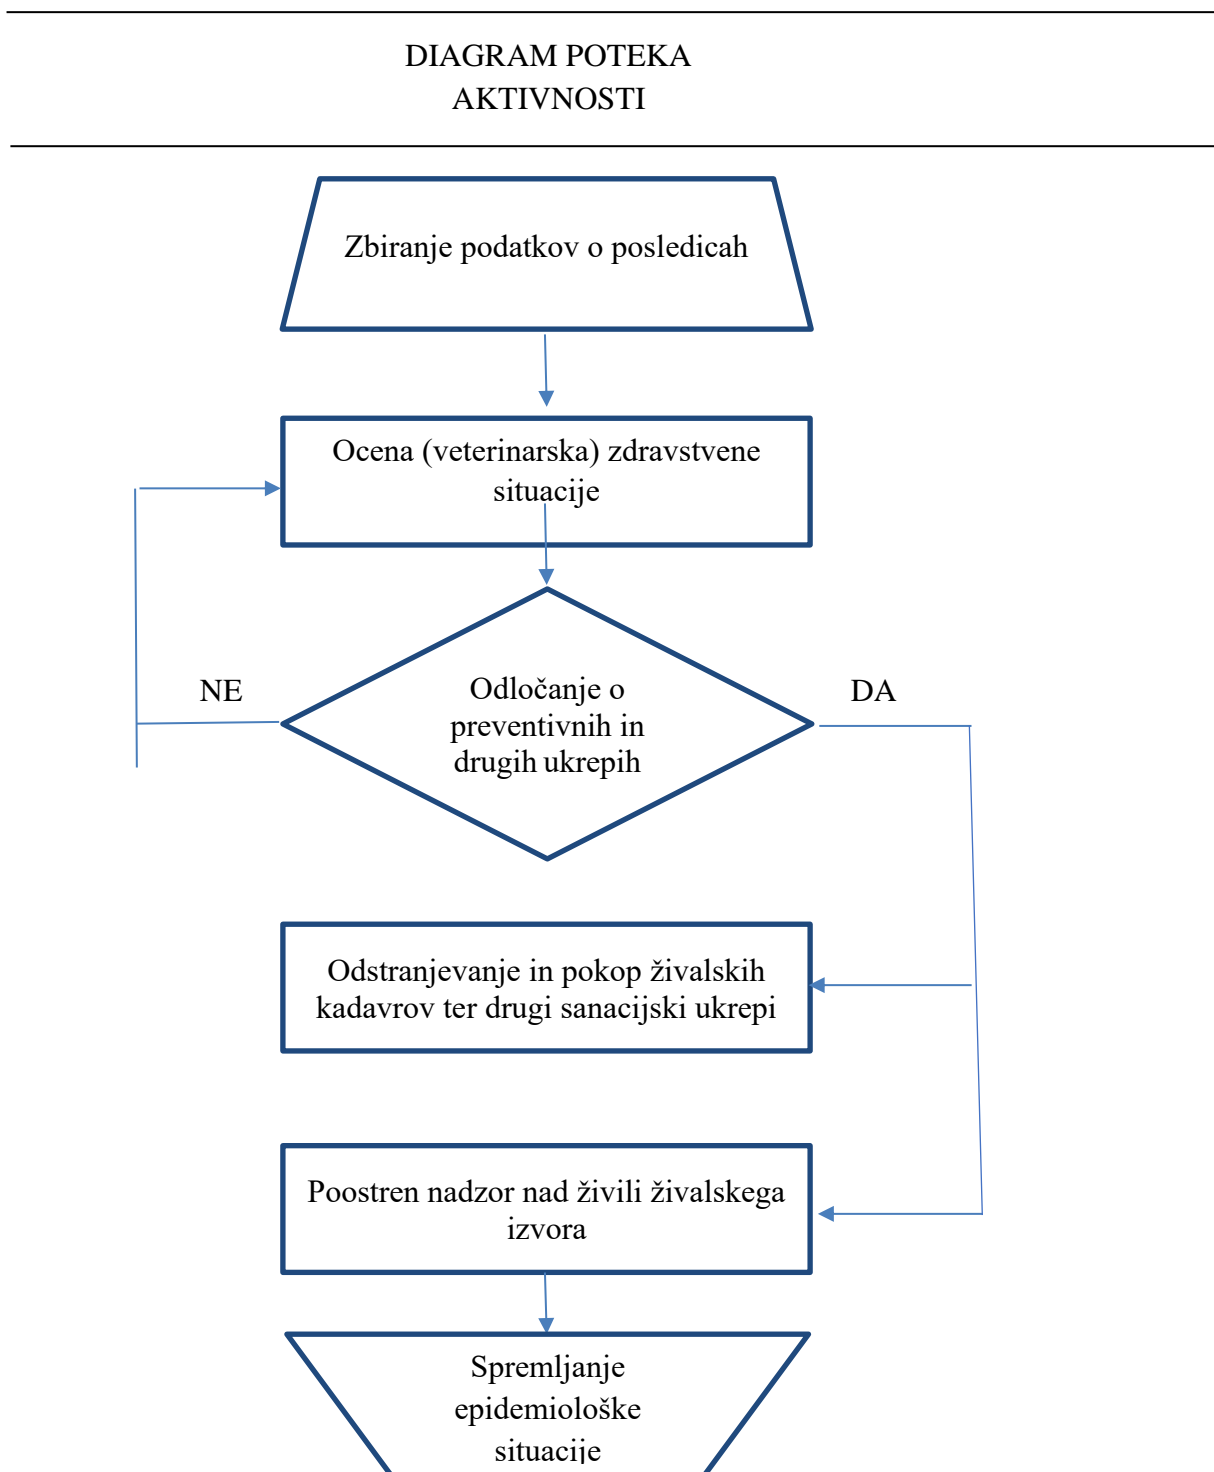 DIAGRAM POTEKA
AKTIVNOSTI
Zbiranje podatkov o posledicah
Ocena (veterinarska) zdravstvene
situacije
NE
Odločanje o
preventivnih in
drugih ukrepih
DA
Odstranjevanje in pokop živalskih
kadavrov ter drugi sanacijski ukrepi
Poostren nadzor nad živili živalskega
izvora
Spremljanje
epidemiološke
situacije